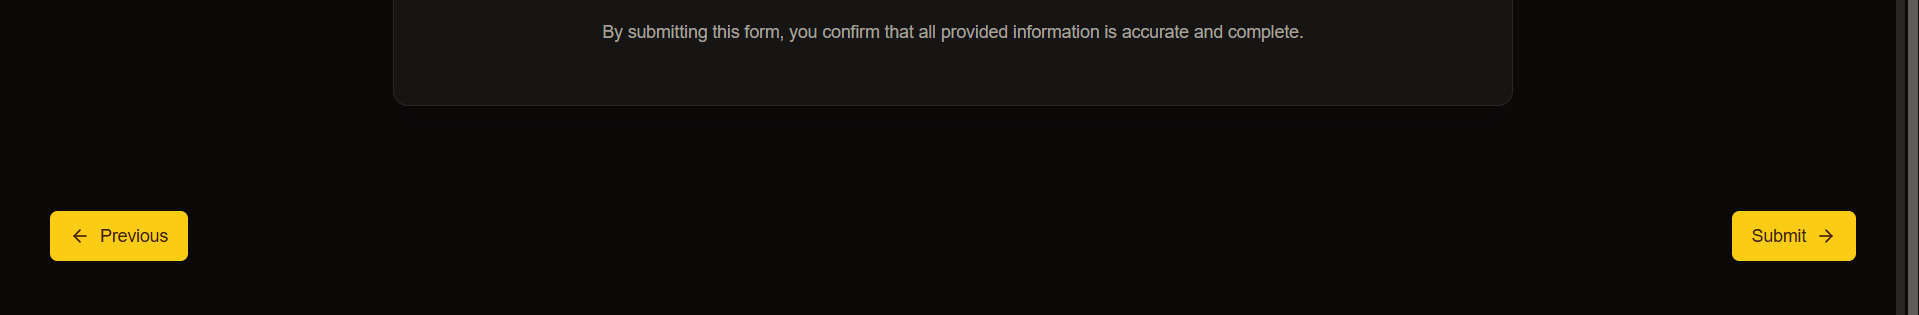 By submitting this form, you confirm that all provided information is accurate and complete.
Previous
Submit